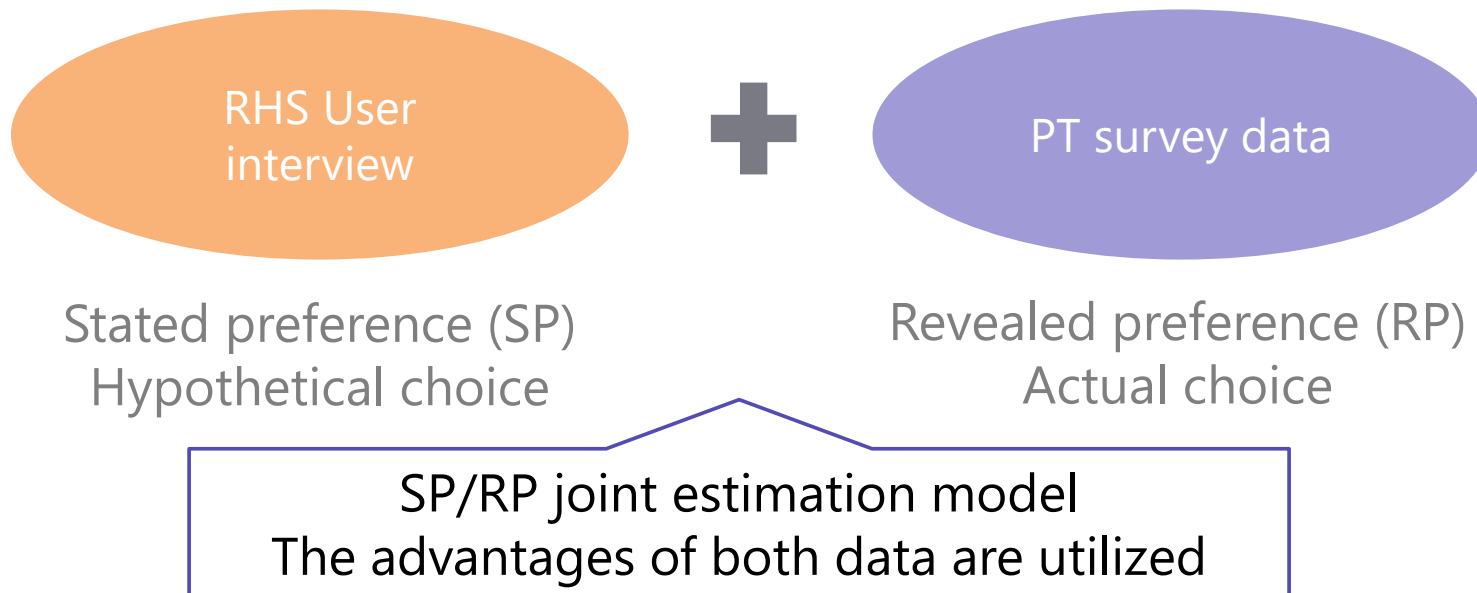 RHS User
interview
PT survey data
Stated preference (SP)
Hypothetical choice
Revealed preference (RP)
Actual choice
SP/RP joint estimation model
The advantages of both data are utilized